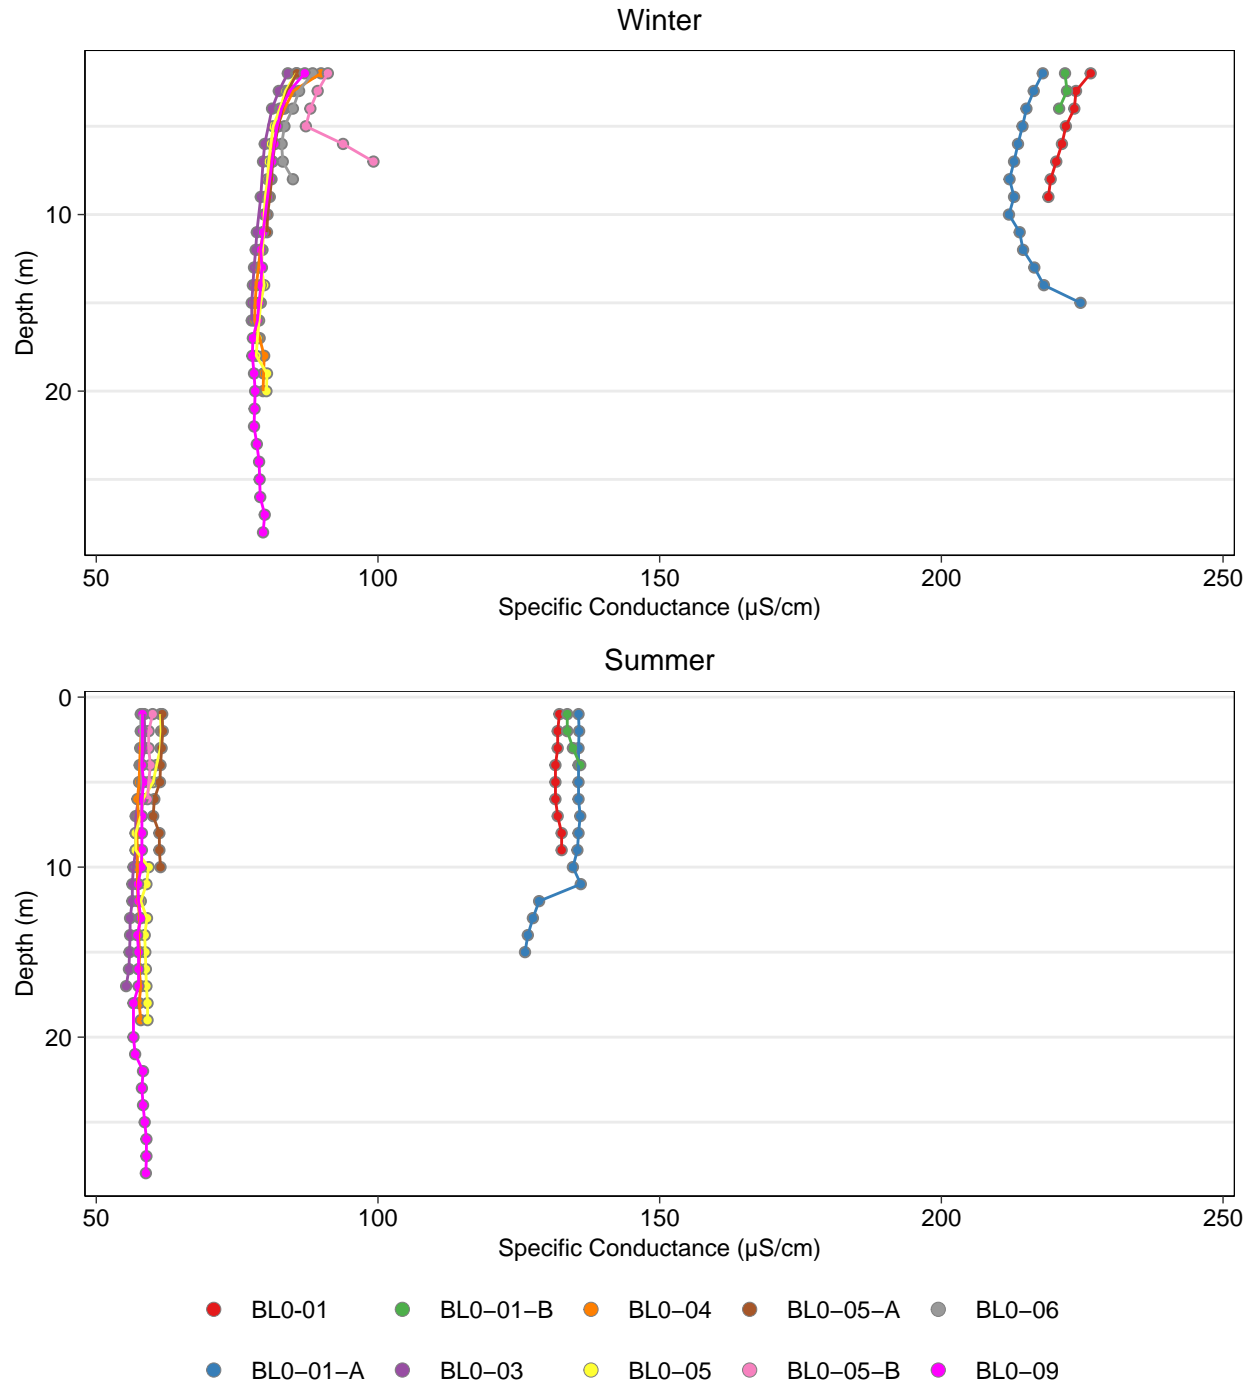 Winter
10
20
Depth (m)
50 100 150 200 250
Specific Conductance (µS/cm)
Summer
0
10
20
Depth (m)
50 100 150 200 250
Specific Conductance (µS/cm)
BL0-01 BL0−01−B BL0−04 BL0−05−A BL0−06
BL0−01−A BL0−03 BL0−05 BL0−05−B BL0−09